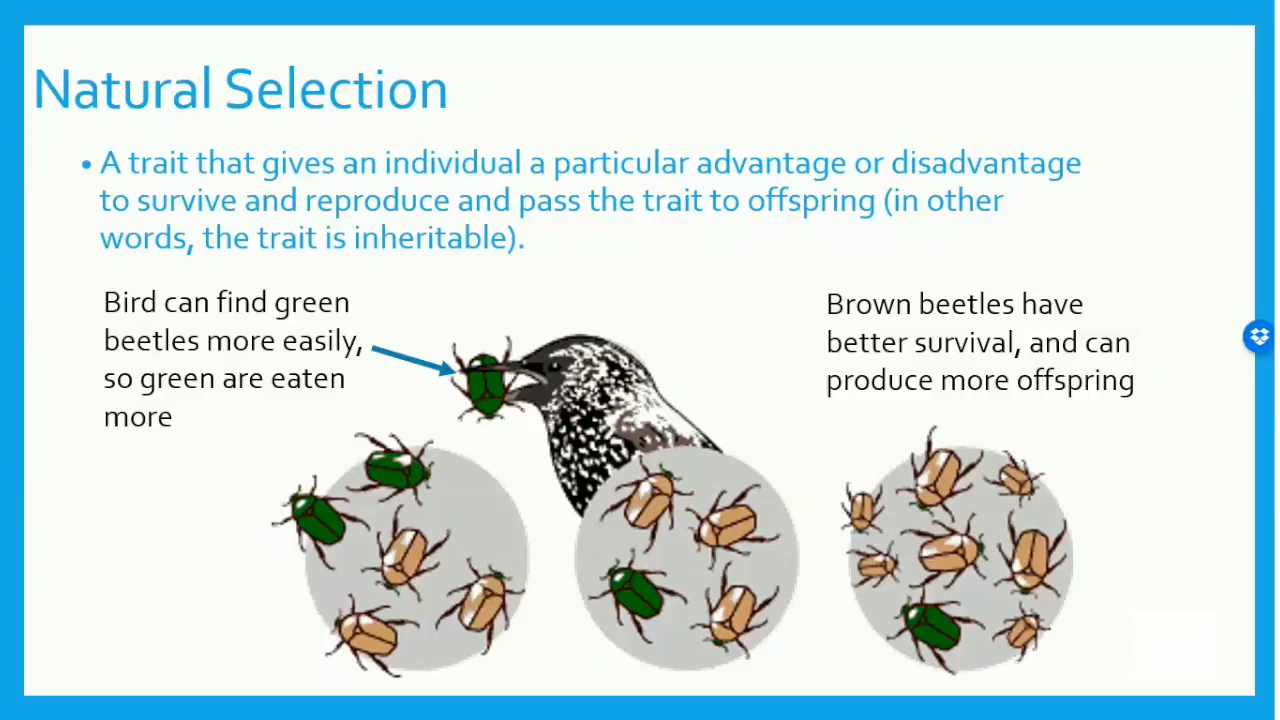 Natural Selection
• A trait that gives an individual a particular advantage or disadvantage
to survive and reproduce and pass the trait to offspring (in other
words, the trait is inheritable).
Bird can find green
beetles more easily,
so green are eaten
more
Brown beetles have
better survival, and can
produce more offspring